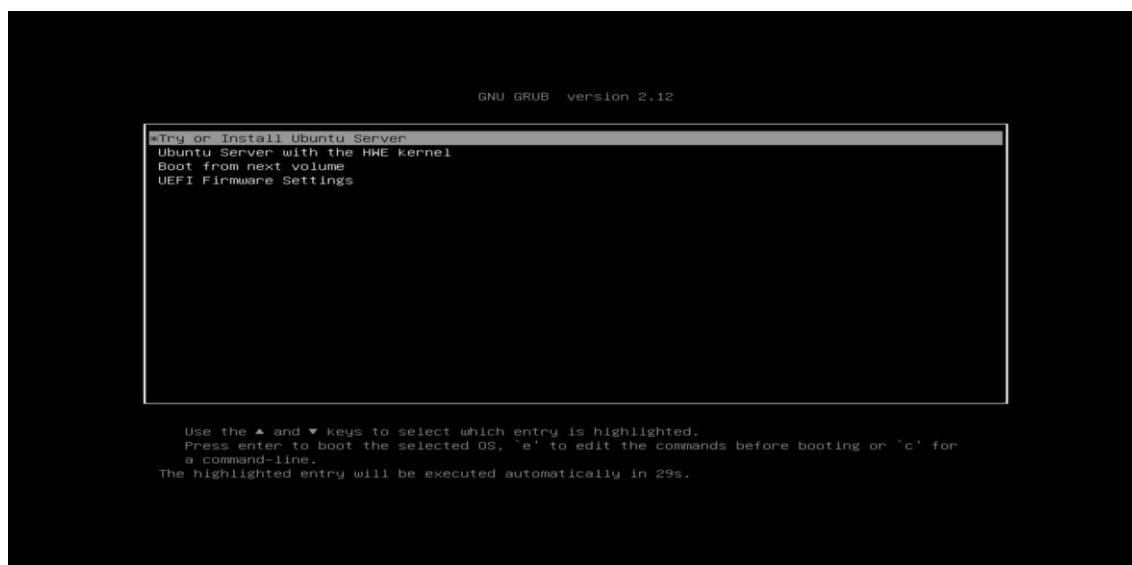 GNU GRUB version 2.12
*Try or Install Ubuntu Server
Ubuntu Server with the HWE kernel
Boot from next volume
UEFI Firmware Settings
Use the ▲ and ▼ keys to select which entry is highlighted.
Press enter to boot the selected OS, `e' to edit the commands before booting or `c' for
a command-line.
The highlighted entry will be executed automatically in 29s.